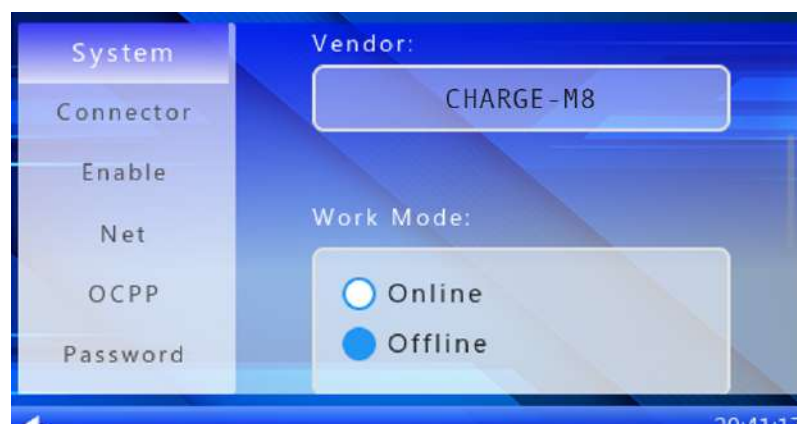 System
Connector
Enable
Net
OCPP
Password
Vendor:
CHARGE-M8
Work Mode:
Online
Offline